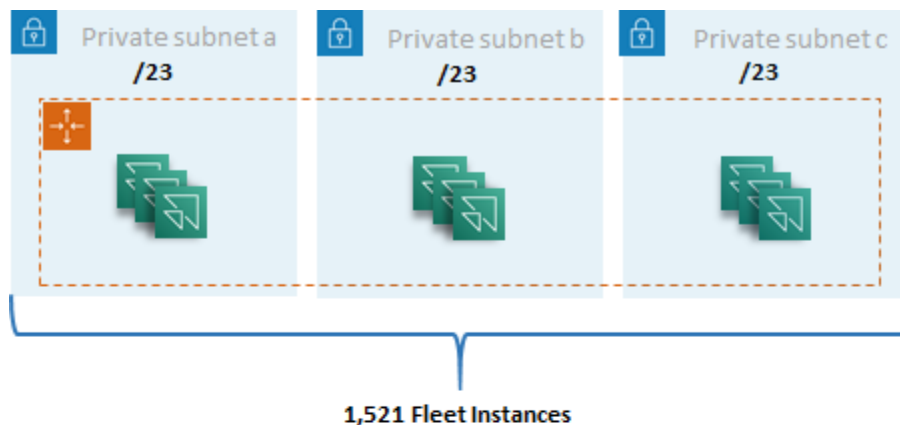 Private subnet a
/23
Private subnet b
/23
Private subnet c
/23
1,521 Fleet Instances